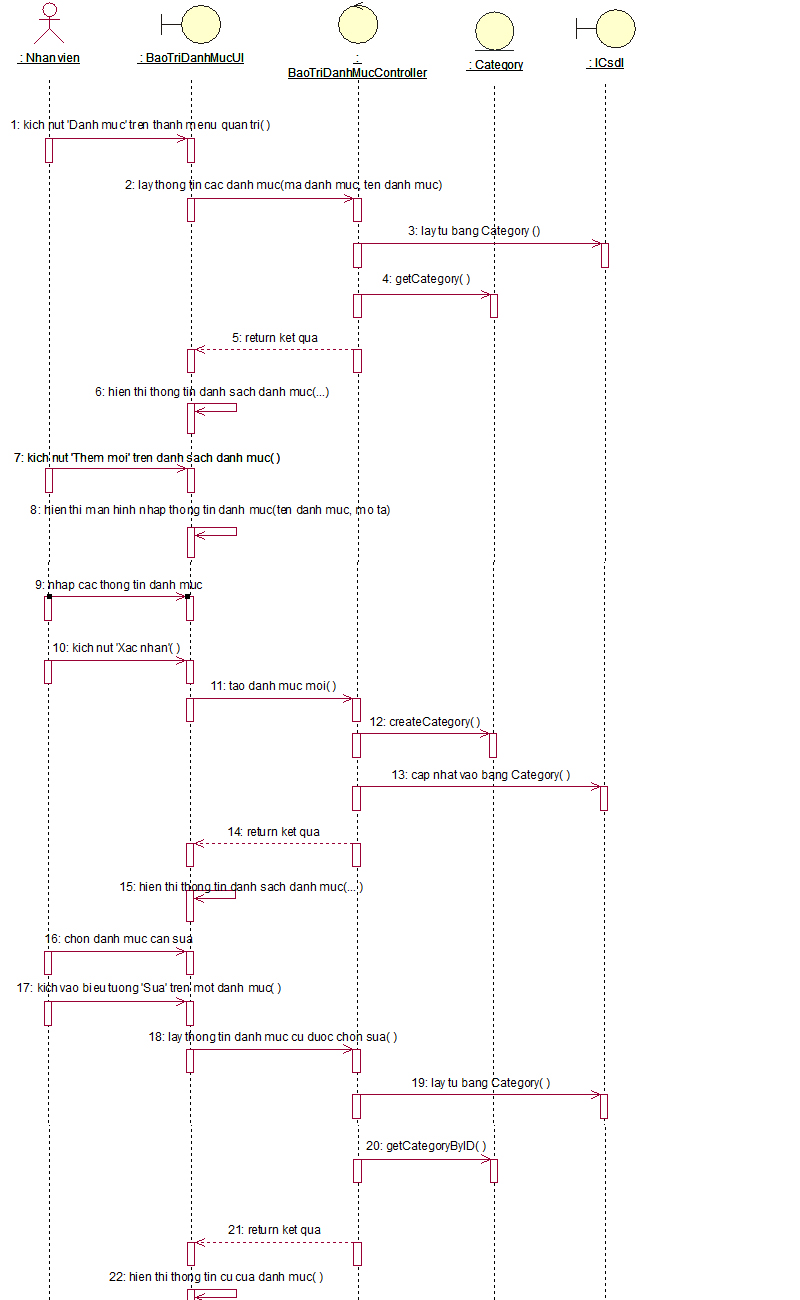 : Nhanvien
: BaoTriDanhMucUI
:
BaoTriDanhMucController
: Category
: ICsdl
1: kich nut 'Danh muc' tren thanh menu quan tri( )
2: lay thong tin cac danh muc(ma danh muc, ten danh muc)
3: lay tu bang Category ()
4: getCategory( )
5: return ket qua
6: hien thi thong tin danh sach danh muc(...)
7: kich nut 'Them moi' tren danh sach danh muc( )
8: hien thi man hinh nhap thong tin danh muc(ten danh muc, mo ta)
9: nhap cac thong tin danh muc
10: kich nut 'Xac nhan'( )
11: tao danh muc moi( )
12: createCategory( )
13: cap nhat vao bang Category( )
14: return ket qua
15: hien thi thong tin danh sach danh muc(... )
16: chon danh muc can sua
17: kich vao bieu tuong 'Sua' tren mot danh muc( )
18: lay thong tin danh muc cu duoc chon sua( )
19: lay tu bang Category( )
20: getCategoryByID( )
21: return ket qua
22: hien thi thong tin cu cua danh muc( )